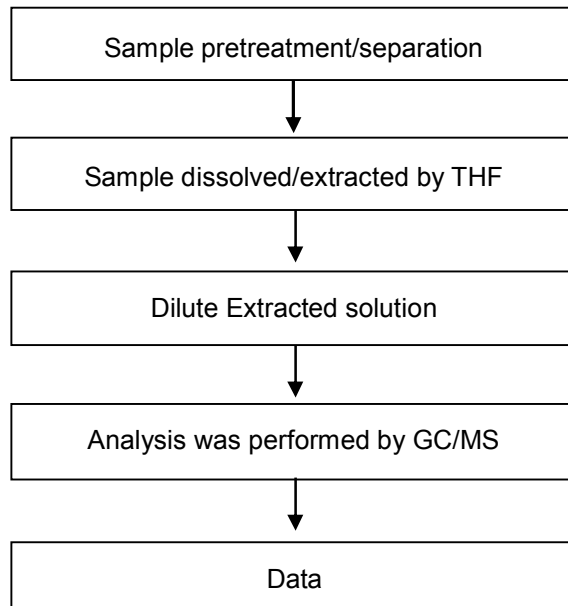 Sample pretreatment/separation
Sample dissolved/extracted by THF
Dilute Extracted solution
Analysis was performed by GC/MS
Data